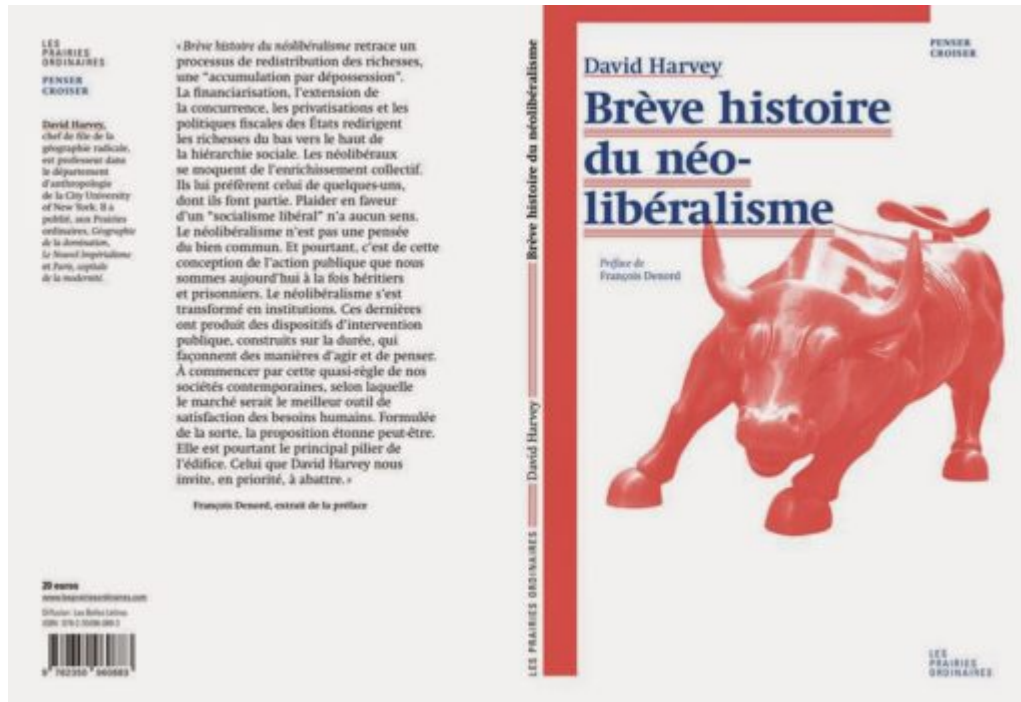 LES
PRAIRIES
ORDINAIRES
PENSER
CROISER
David Harvey,
chef de file de la
géographie radicale,
est professeur dans
le département
d'anthropologie
de la City University
of New York. Il a
publié, aux Prairies
ordinaires, Géographie
de la domination,
Le Nouvel Impérialisme
et Paris, capitale
de la modernité.
« Brève histoire du néolibéralisme retrace un
processus de redistribution des richesses,
une "accumulation par dépossession".
La financiarisation, l'extension de
la concurrence, les privatisations et les
politiques fiscales des États redirigent
les richesses du bas vers le haut de
la hiérarchie sociale. Les néolibéraux
se moquent de l'enrichissement collectif.
Ils lui préfèrent celui de quelques-uns,
dont ils font partie. Plaider en faveur
d'un "socialisme libéral" n'a aucun sens.
Le néolibéralisme n'est pas une pensée
du bien commun. Et pourtant, c'est de cette
conception de l'action publique que nous
sommes aujourd'hui à la fois héritiers
et prisonniers. Le néolibéralisme s'est
transformé en institutions. Ces dernières
ont produit des dispositifs d'intervention
publique, construits sur la durée, qui
façonnent des manières d'agir et de penser.
À commencer par cette quasi-règle de nos
sociétés contemporaines, selon laquelle
le marché serait le meilleur outil de
satisfaction des besoins humains. Formulée
de la sorte, la proposition étonne peut-être.
Elle est pourtant le principal pilier de
l'édifice. Celui que David Harvey nous
invite, en priorité, à abattre. »
François Denord, extrait de la préface
20 euros
www.lesprairiesordinaires.com
Diffusion : Les Belles Lettres
ISBN :
LES PRAIRIES ORDINAIRES David Harvey Brève histoire du néolibéralisme
PENSER
CROISER
David Harvey
Brève histoire
du néo-
libéralisme
Préface de
François Denord
LES
PRAIRIES
ORDINAIRES